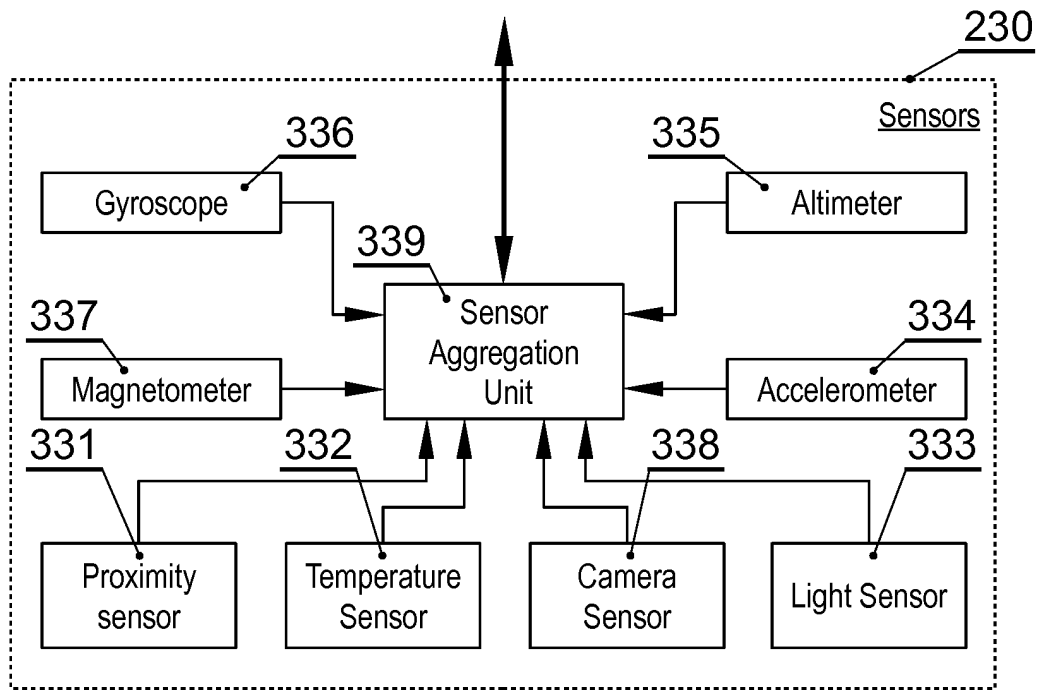 230
Sensors
336
335
Gyroscope
Altimeter
339
Sensor
Aggregation
Unit
337
334
Magnetometer
Accelerometer
331
332
338
333
Proximity
sensor
Temperature
Sensor
Camera
Sensor
Light Sensor